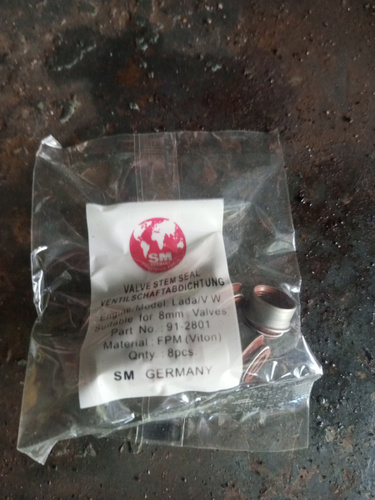 SM
VALVE STEM SEAL
VENTILSCHAFTABDICHTUNG
Engine Model: Lada/V W
Suitable for 8mm, Valves
Part No : 91-2801
Material : FPM (Viton)
Qnty. : 8pcs
SM GERMANY